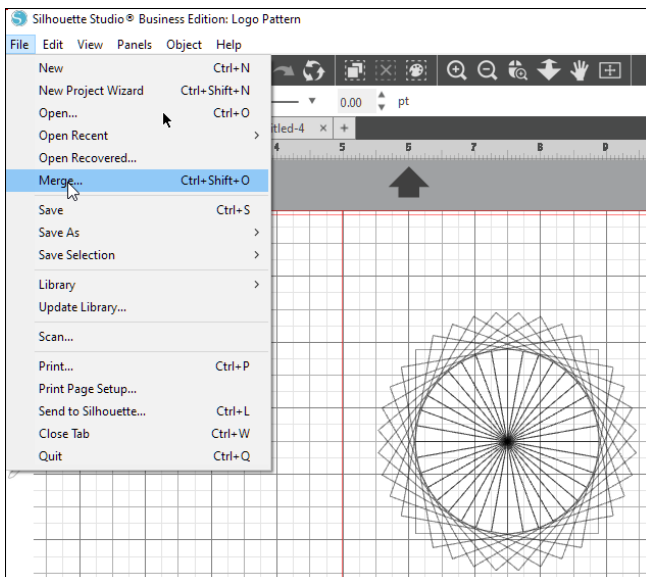 Silhouette Studio® Business Edition: Logo Pattern
File Edit View Panels Object Help
New Ctrl+N
New Project Wizard Ctrl+Shift+N
Open... Ctrl+O
Open Recent >
Open Recovered...
Merge... Ctrl+Shift+O
Save Ctrl+S
Save As >
Save Selection >
Library >
Update Library...
Scan...
Print... Ctrl+P
Print Page Setup...
Send to Silhouette... Ctrl+L
Close Tab Ctrl+W
Quit Ctrl+Q
0.00 pt
itled-4 × +
4 5 6 7 8 9